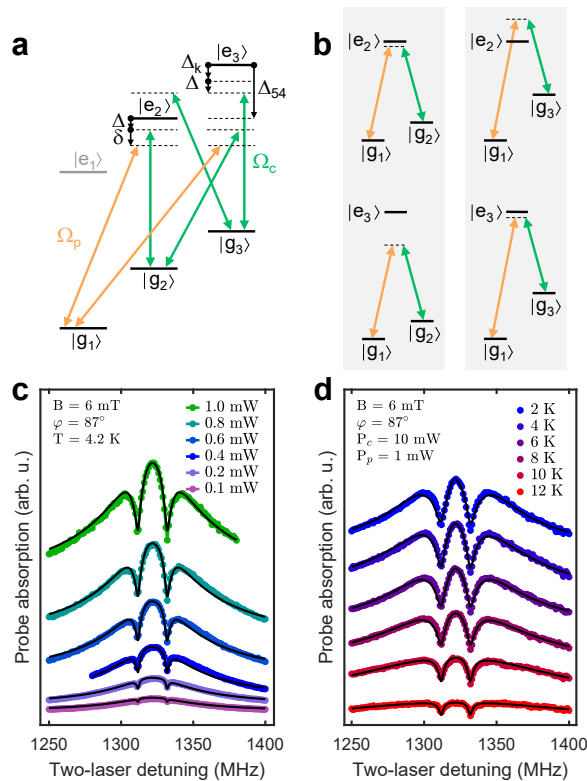 a
|e₃⟩
Δₖ
Δ
Δ₅₄
|e₂⟩
Δ
δ
|e₁⟩
Ω_c
Ω_p
|g₃⟩
|g₂⟩
|g₁⟩
b
|e₂⟩
|g₂⟩
|g₁⟩
|e₂⟩
|g₃⟩
|g₁⟩
|e₃⟩
|g₂⟩
|g₁⟩
|e₃⟩
|g₃⟩
|g₁⟩
c
B = 6 mT
φ = 87°
T = 4.2 K
1.0 mW
0.8 mW
0.6 mW
0.4 mW
0.2 mW
0.1 mW
Probe absorption (arb. u.)
1250 1300 1350 1400
Two-laser detuning (MHz)
d
B = 6 mT
φ = 87°
P_c = 10 mW
P_p = 1 mW
2 K
4 K
6 K
8 K
10 K
12 K
Probe absorption (arb. u.)
1250 1300 1350 1400
Two-laser detuning (MHz)